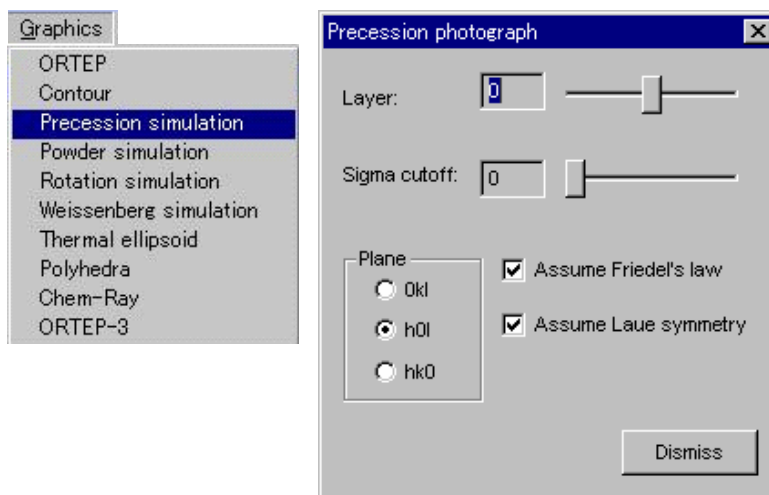 Graphics
ORTEP
Contour
Precession simulation
Powder simulation
Rotation simulation
Weissenberg simulation
Thermal ellipsoid
Polyhedra
Chem-Ray
ORTEP-3
Precession photograph
Layer: 0
Sigma cutoff: 0
Plane
0kl
h0l
hk0
Assume Friedel's law
Assume Laue symmetry
Dismiss